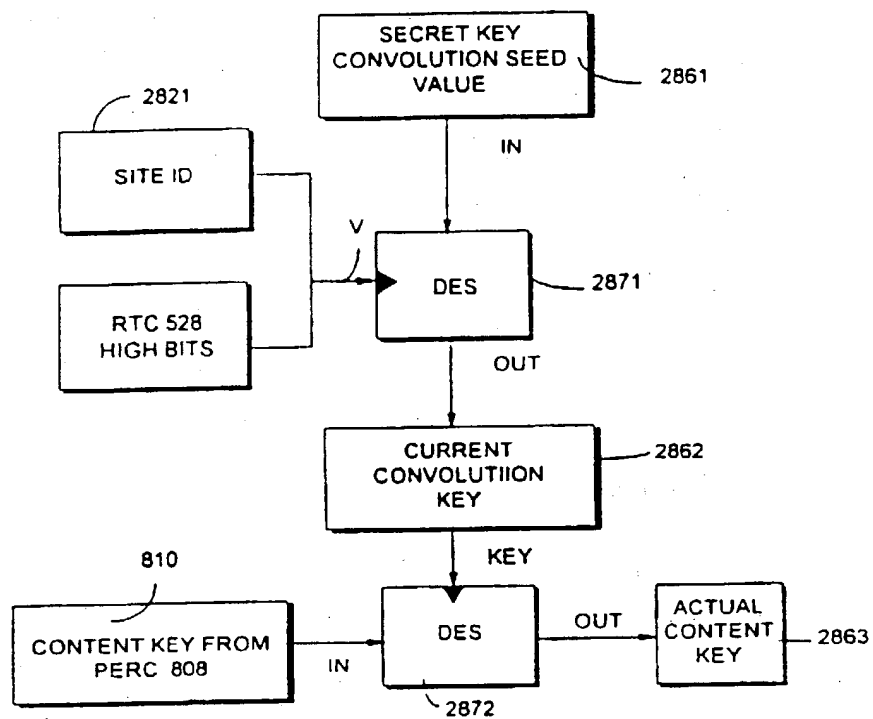 SECRET KEY
CONVOLUTION SEED
VALUE
2861
2821
IN
SITE ID
V
DES
2871
RTC 528
HIGH BITS
OUT
CURRENT
CONVOLUTIION
KEY
2862
KEY
810
CONTENT KEY FROM
PERC 808
IN
DES
OUT
ACTUAL
CONTENT
KEY
2863
2872